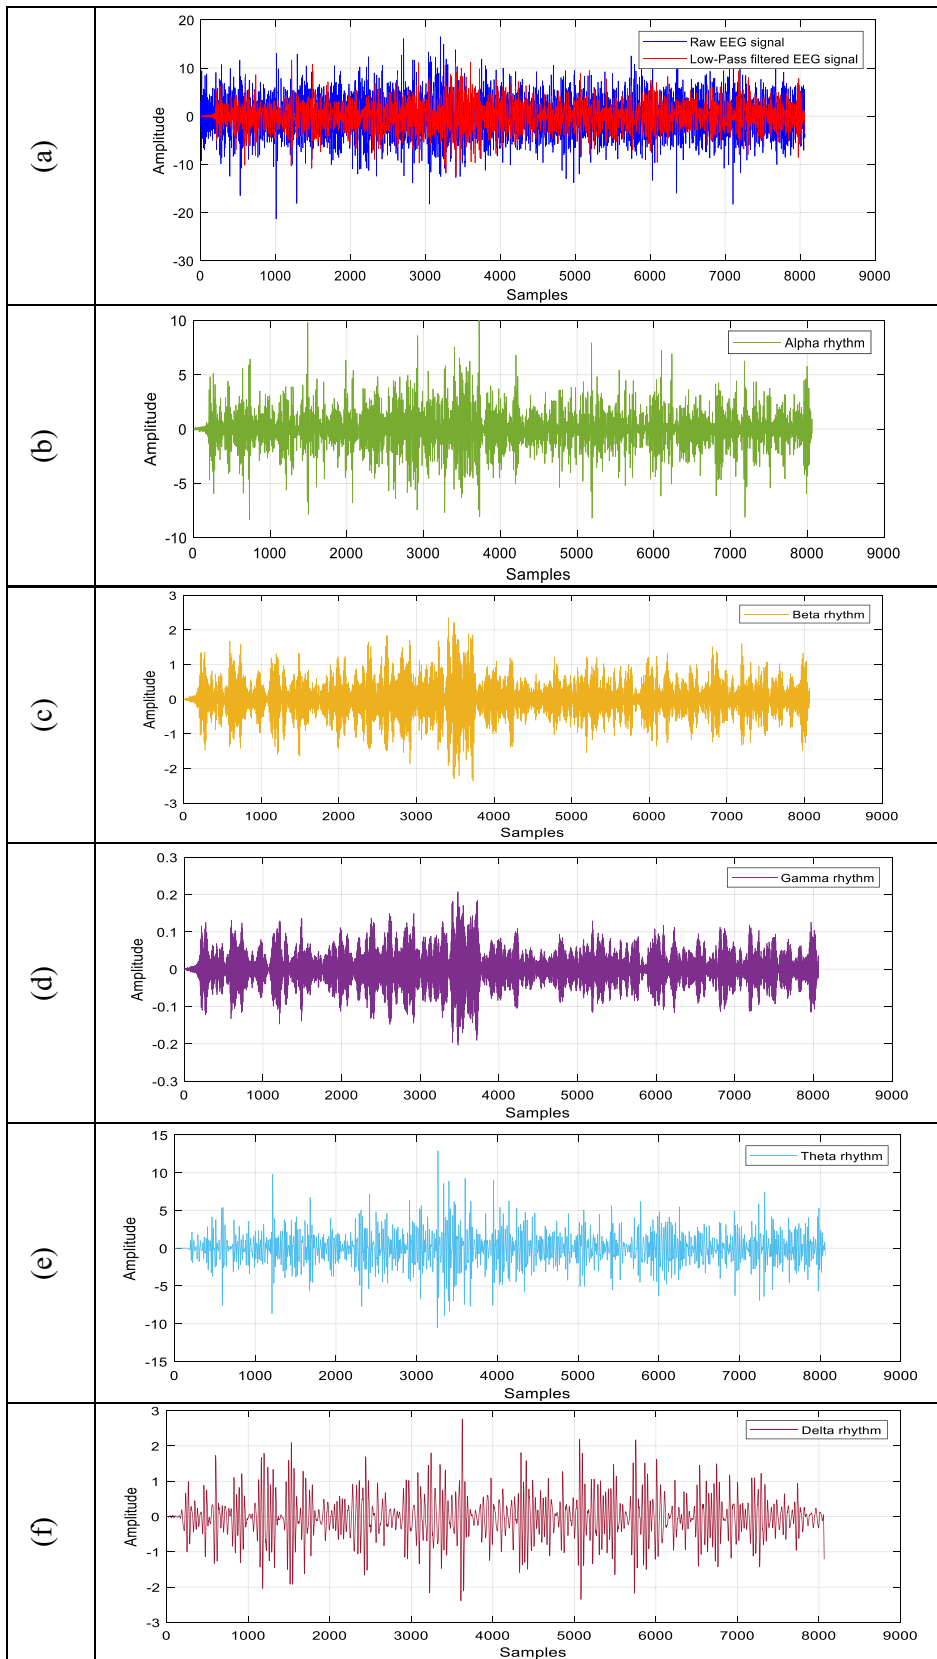 (a)
20
10
0
-10
-20
-30
Amplitude
Raw EEG signal
Low-Pass filtered EEG signal
0 1000 2000 3000 4000 5000 6000 7000 8000 9000
Samples
(b)
10
5
0
-5
-10
Amplitude
Alpha rhythm
0 1000 2000 3000 4000 5000 6000 7000 8000 9000
Samples
(c)
3
2
1
0
-1
-2
-3
Amplitude
Beta rhythm
0 1000 2000 3000 4000 5000 6000 7000 8000 9000
Samples
(d)
0.3
0.2
0.1
0
-0.1
-0.2
-0.3
Amplitude
Gamma rhythm
0 1000 2000 3000 4000 5000 6000 7000 8000 9000
Samples
(e)
15
10
5
0
-5
-10
-15
Amplitude
Theta rhythm
0 1000 2000 3000 4000 5000 6000 7000 8000 9000
Samples
(f)
3
2
1
0
-1
-2
-3
Amplitude
Delta rhythm
0 1000 2000 3000 4000 5000 6000 7000 8000 9000
Samples